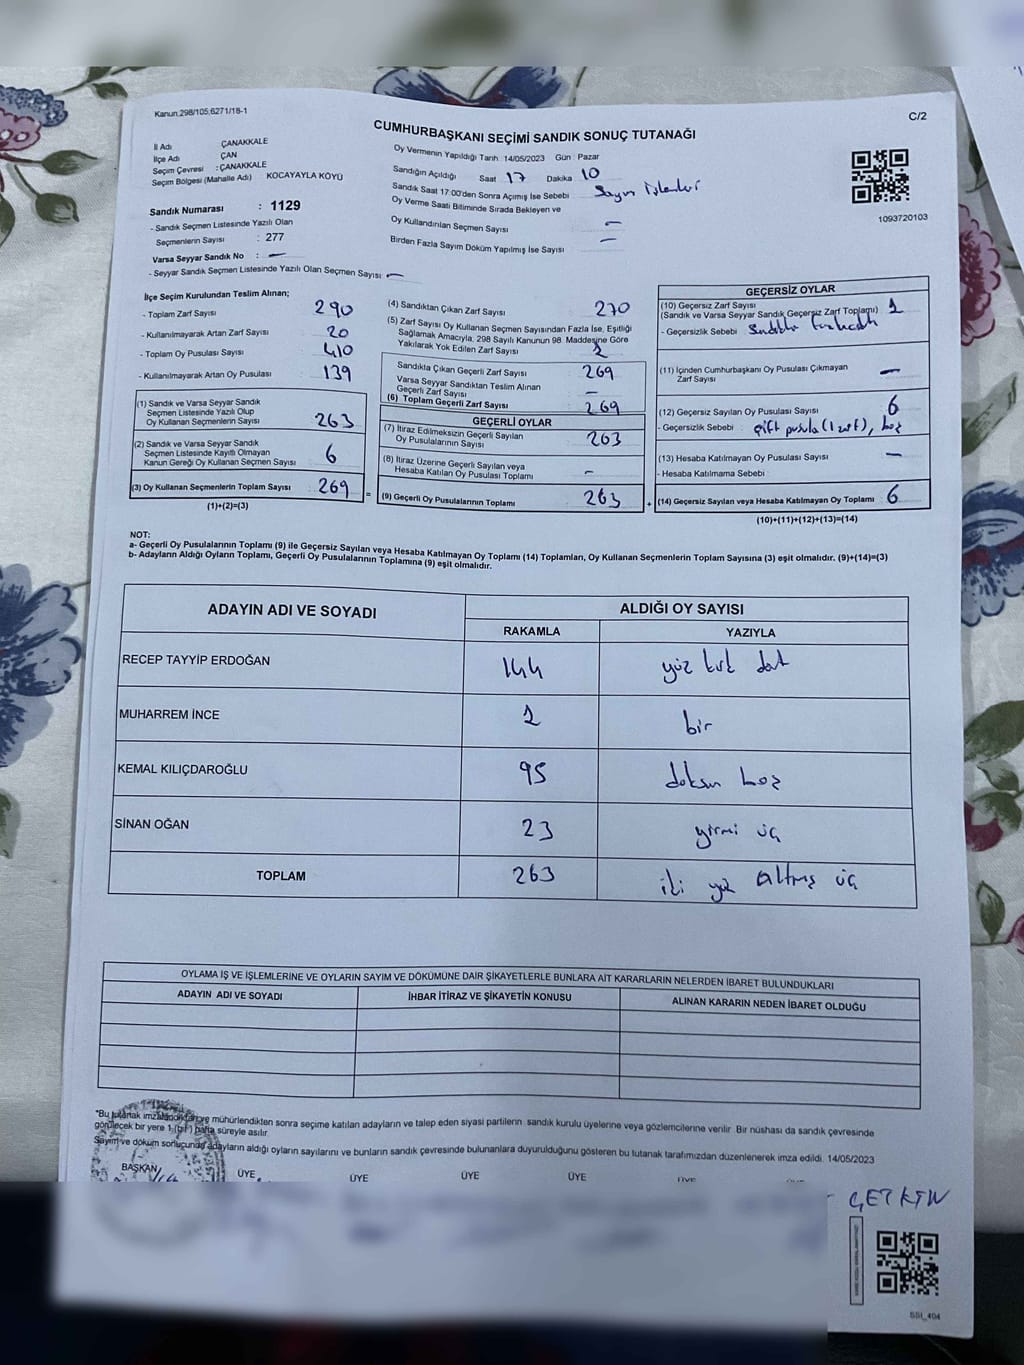 Kanun:298/105;6271/18-1
C/2
CUMHURBAŞKANI SEÇİMİ SANDIK SONUÇ TUTANAĞI
İl Adı ÇANAKKALE
İlçe Adı ÇAN
Seçim Çevresi : ÇANAKKALE
Seçim Bölgesi (Mahalle Adı) KOCAYAYLA KÖYÜ
Sandık Numarası : 1129
- Sandık Seçmen Listesinde Yazılı Olan
Seçmenlerin Sayısı : 277
Varsa Seyyar Sandık No : —
- Seyyar Sandık Seçmen Listesinde Yazılı Olan Seçmen Sayısı: —
Oy Vermenin Yapıldığı Tarih 14/05/2023 Gün Pazar
Sandığın Açıldığı Saat 17 Dakika 10
Sandık Saat 17:00'den Sonra Açılmış İse Sebebi Sayım işlemleri
Oy Verme Saati Bitiminde Sırada Bekleyen ve
Oy Kullandırılan Seçmen Sayısı —
Birden Fazla Sayım Döküm Yapılmış İse Sayısı —
1093720103
İlçe Seçim Kurulundan Teslim Alınan;
- Toplam Zarf Sayısı 290
- Kullanılmayarak Artan Zarf Sayısı 20
- Toplam Oy Pusulası Sayısı 410
- Kullanılmayarak Artan Oy Pusulası 139
(1) Sandık ve Varsa Seyyar Sandık
Seçmen Listesinde Yazılı Olup
Oy Kullanan Seçmenlerin Sayısı 263
(2) Sandık ve Varsa Seyyar Sandık
Seçmen Listesinde Kayıtlı Olmayan
Kanun Gereği Oy Kullanan Seçmen Sayısı 6
(3) Oy Kullanan Seçmenlerin Toplam Sayısı 269
(1)+(2)=(3)
(4) Sandıktan Çıkan Zarf Sayısı 270
(5) Zarf Sayısı Oy Kullanan Seçmen Sayısından Fazla İse, Eşitliği
Sağlamak Amacıyla, 298 Sayılı Kanunun 98 Maddesine Göre
Yakılarak Yok Edilen Zarf Sayısı 1
Sandıkta Çıkan Geçerli Zarf Sayısı 269
Varsa Seyyar Sandıktan Teslim Alınan
Geçerli Zarf Sayısı —
(6) Toplam Geçerli Zarf Sayısı 269
GEÇERLİ OYLAR
(7) İtiraz Edilmeksizin Geçerli Sayılan
Oy Pusulalarının Sayısı 263
(8) İtiraz Üzerine Geçerli Sayılan veya
Hesaba Katılan Oy Pusulası Toplamı —
= (9) Geçerli Oy Pusulalarının Toplamı 263 +
GEÇERSİZ OYLAR
(10) Geçersiz Zarf Sayısı
(Sandık ve Varsa Seyyar Sandık Geçersiz Zarf Toplamı) 1
- Geçersizlik Sebebi
(11) İçinden Cumhurbaşkanı Oy Pusulası Çıkmayan
Zarf Sayısı —
(12) Geçersiz Sayılan Oy Pusulası Sayısı 6
- Geçersizlik Sebebi : çift pusula (1 zarf),
(13) Hesaba Katılmayan Oy Pusulası Sayısı —
- Hesaba Katılmama Sebebi
(14) Geçersiz Sayılan veya Hesaba Katılmayan Oy Toplamı 6
(10)+(11)+(12)+(13)=(14)
NOT:
a- Geçerli Oy Pusulalarının Toplamı (9) ile Geçersiz Sayılan veya Hesaba Katılmayan Oy Toplamı (14) Toplamları, Oy Kullanan Seçmenlerin Toplam Sayısına (3) eşit olmalıdır. (9)+(14)=(3)
b- Adayların Aldığı Oyların Toplamı, Geçerli Oy Pusulalarının Toplamına (9) eşit olmalıdır.
ADAYIN ADI VE SOYADI ALDIĞI OY SAYISI
RAKAMLA YAZIYLA
RECEP TAYYİP ERDOĞAN 144 yüz kırk dört
MUHARREM İNCE 1 bir
KEMAL KILIÇDAROĞLU 95 doksan beş
SİNAN OĞAN 23 yirmi üç
TOPLAM 263 iki yüz altmış üç
OYLAMA İŞ VE İŞLEMLERİNE VE OYLARIN SAYIM VE DÖKÜMÜNE DAİR ŞİKAYETLERLE BUNLARA AİT KARARLARIN NELERDEN İBARET BULUNDUKLARI
ADAYIN ADI VE SOYADI İHBAR İTİRAZ VE ŞİKAYETİN KONUSU ALINAN KARARIN NEDEN İBARET OLDUĞU
*Bu tutanak imzalandıktan ve mühürlendikten sonra seçime katılan adayların ve talep eden siyasi partilerin sandık kurulu üyelerine veya gözlemcilerine verilir. Bir nüshası da sandık çevresinde
görülecek bir yere 1 (bir) hafta süreyle asılır.
Sayım ve döküm sonucunda adayların aldığı oyların sayılarını ve bunların sandık çevresinde bulunanlara duyurulduğunu gösteren bu tutanak tarafımızdan düzenlenerek imza edildi. 14/05/2023
BAŞKAN ÜYE ÜYE ÜYE ÜYE
ÇETKİN
SSI_404